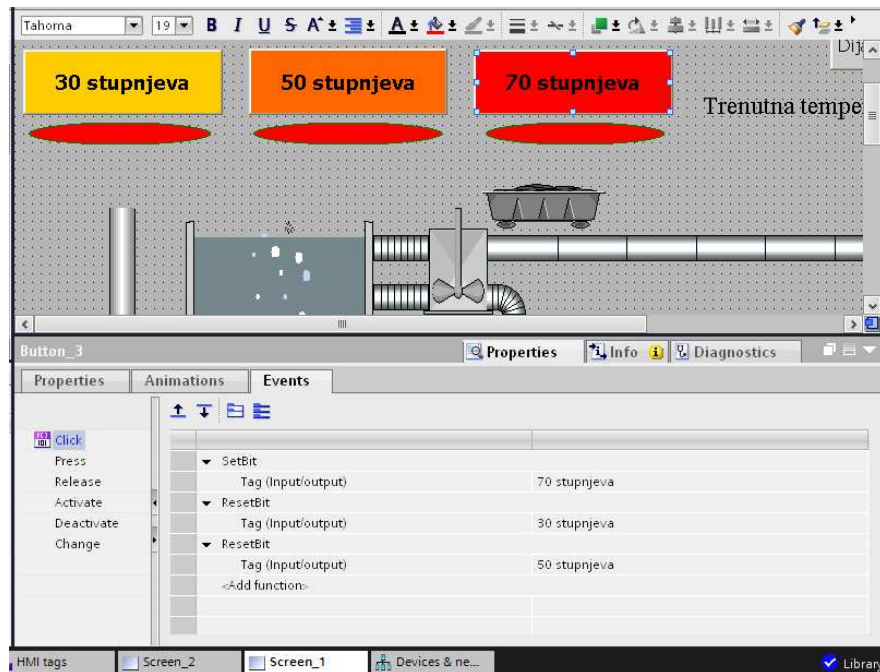 Tahoma 19 B I U S A
Dij
30 stupnjeva 50 stupnjeva 70 stupnjeva
Trenutna tempe
Button_3 Properties Info Diagnostics
Properties Animations Events
Click
Press
Release
Activate
Deactivate
Change
SetBit
Tag (Input/output) 70 stupnjeva
ResetBit
Tag (Input/output) 30 stupnjeva
ResetBit
Tag (Input/output) 50 stupnjeva
<Add function>
HMI tags Screen_2 Screen_1 Devices & ne... Librar